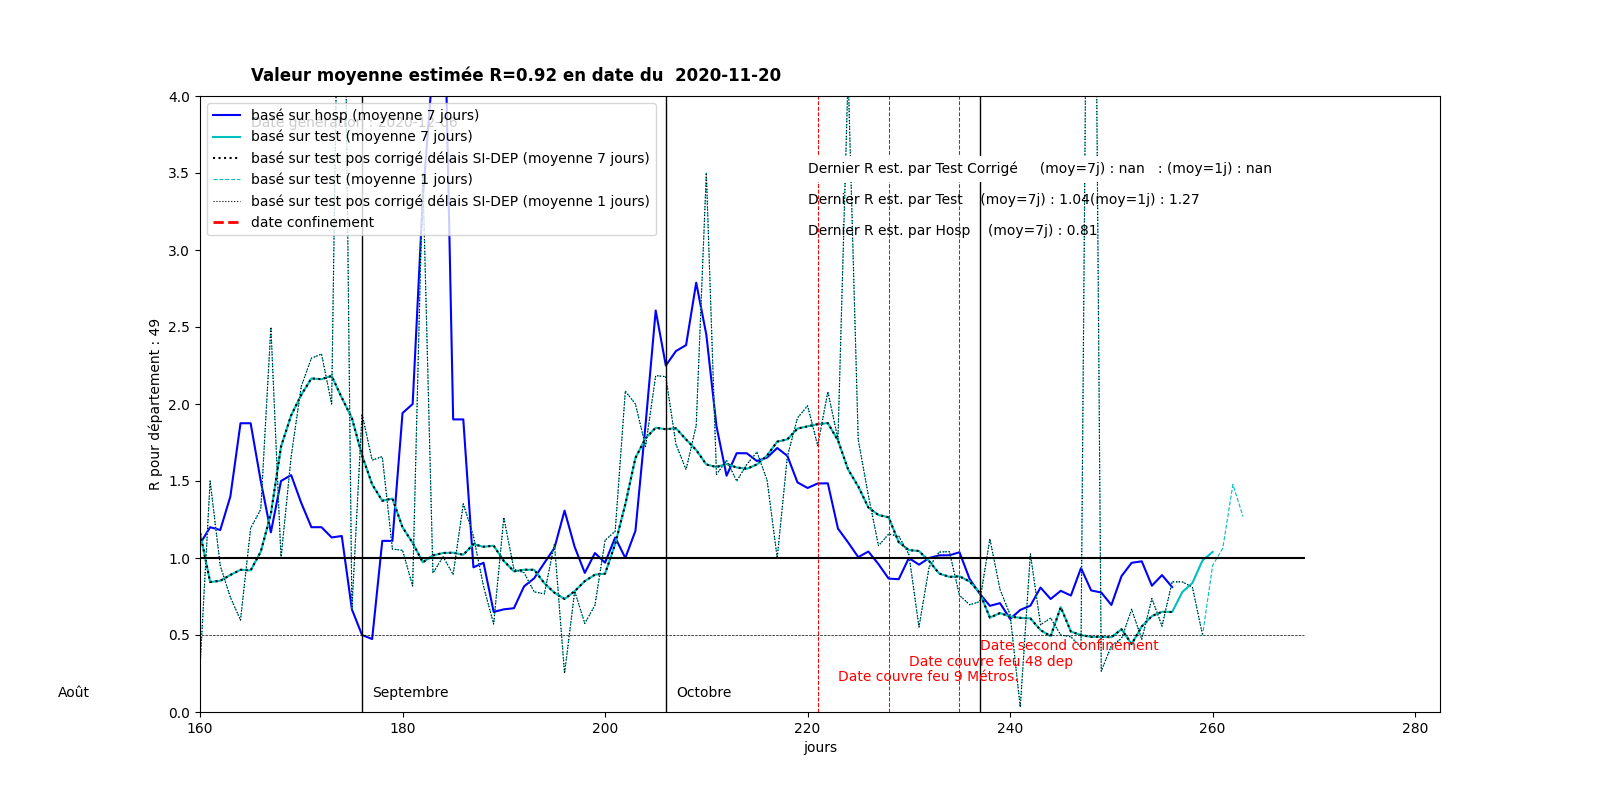 Valeur moyenne estimée R=0.92 en date du  2020-11-20
4.0
3.5
3.0
2.5
2.0
1.5
1.0
0.5
0.0
R pour département : 49
basé sur hosp (moyenne 7 jours)
basé sur test (moyenne 7 jours)
basé sur test pos corrigé délais SI-DEP (moyenne 7 jours)
basé sur test (moyenne 1 jours)
basé sur test pos corrigé délais SI-DEP (moyenne 1 jours)
date confinement
Dernier R est. par Test Corrigé     (moy=7j) : nan   : (moy=1j) : nan
Dernier R est. par Test    (moy=7j) : 1.04(moy=1j) : 1.27
Dernier R est. par Hosp    (moy=7j) : 0.81
Date second confinement
Date couvre feu 48 dep
Date couvre feu 9 Métros.
Août
Septembre
Octobre
160
180
200
220
240
260
280
jours